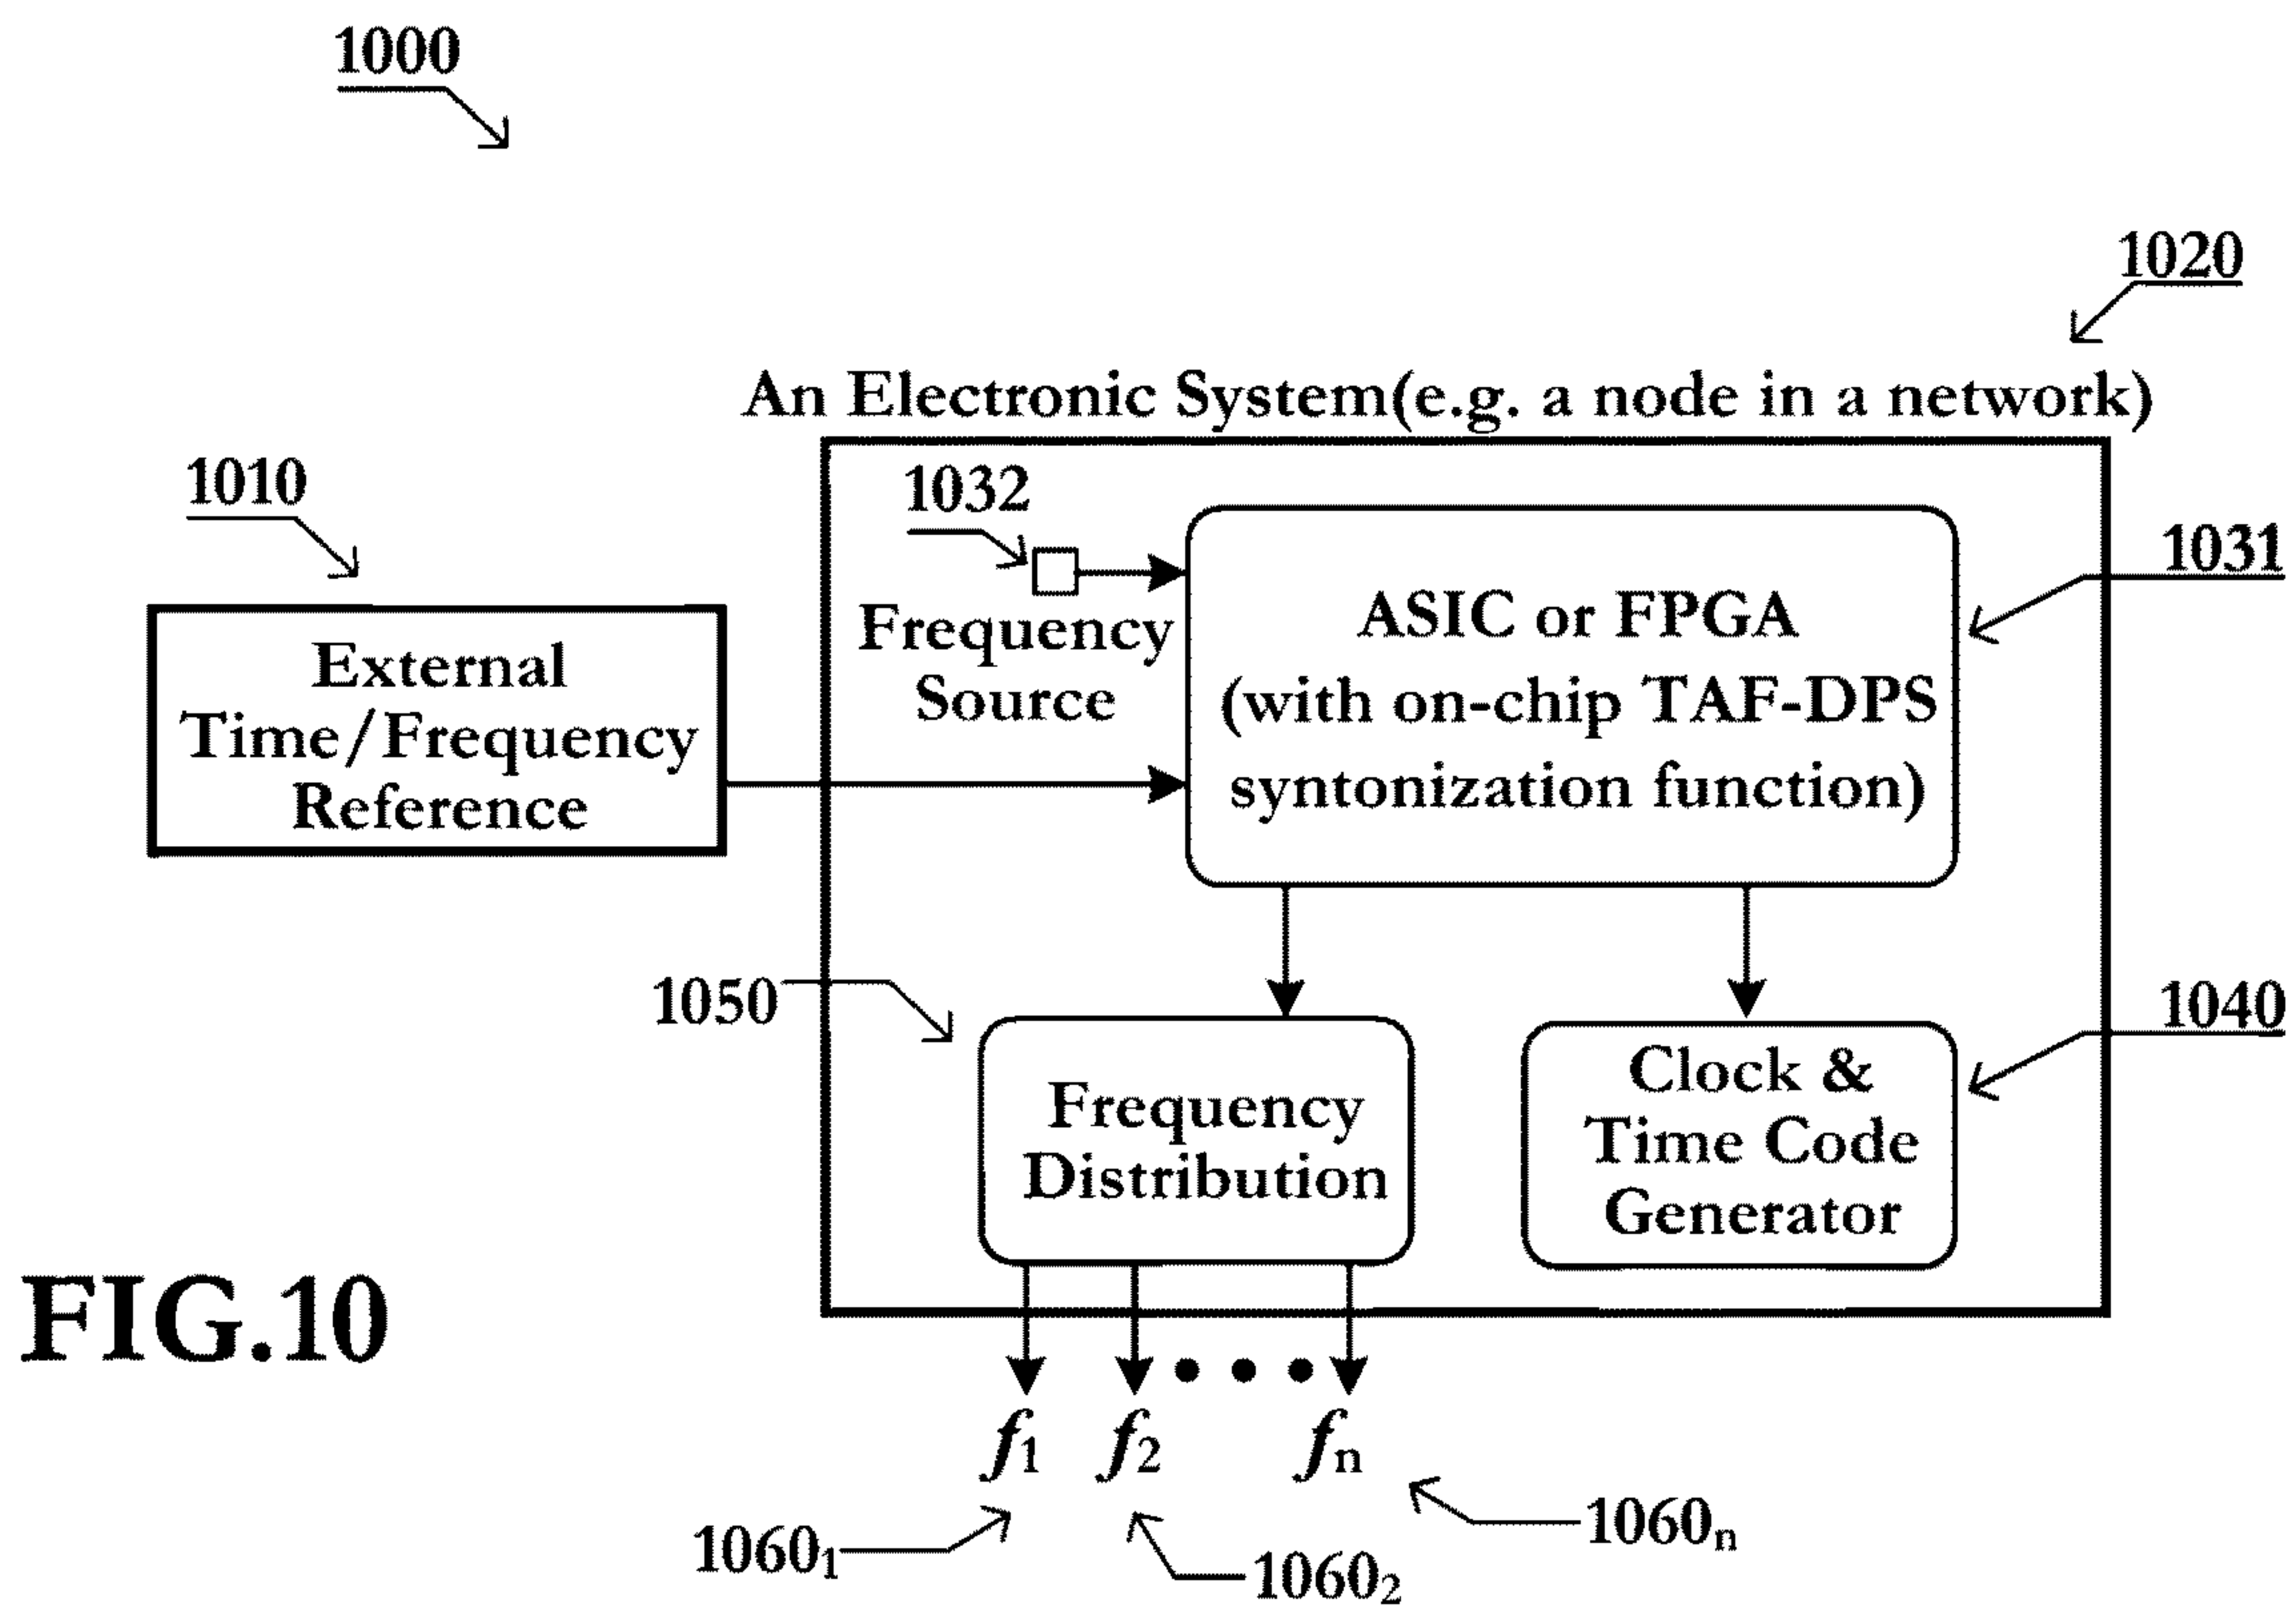 1000
1020
An Electronic System(e.g. a node in a network)
1010
1032
1031
External
Time/Frequency
Reference
Frequency
Source
ASIC or FPGA
(with on-chip TAF-DPS
syntonization function)
1050
1040
Frequency
Distribution
Clock &
Time Code
Generator
FIG.10
f1 f2 • • • fn
10601
10602
1060n